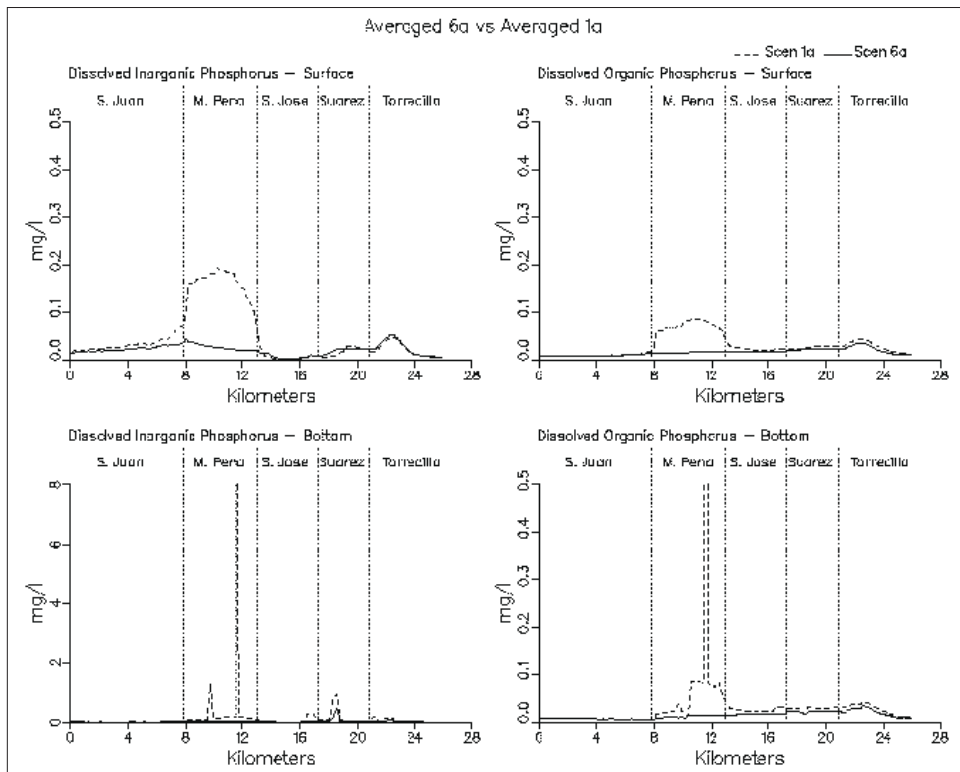 Averaged 6a vs Averaged 1a
Scen 1a Scen 6a
Dissolved Inorganic Phosphorus – Surface
S. Juan M. Pena S. Jose Suarez Torrecilla
0.5
0.4
0.3
0.2
0.1
0.0
mg/l
0 4 8 12 16 20 24 28
Kilometers
Dissolved Organic Phosphorus – Surface
S. Juan M. Pena S. Jose Suarez Torrecilla
0.5
0.4
0.3
0.2
0.1
0.0
mg/l
0 4 8 12 16 20 24 28
Kilometers
Dissolved Inorganic Phosphorus – Bottom
S. Juan M. Pena S. Jose Suarez Torrecilla
8
6
4
2
0
mg/l
0 4 8 12 16 20 24 28
Kilometers
Dissolved Organic Phosphorus – Bottom
S. Juan M. Pena S. Jose Suarez Torrecilla
0.5
0.4
0.3
0.2
0.1
0.0
mg/l
0 4 8 12 16 20 24 28
Kilometers